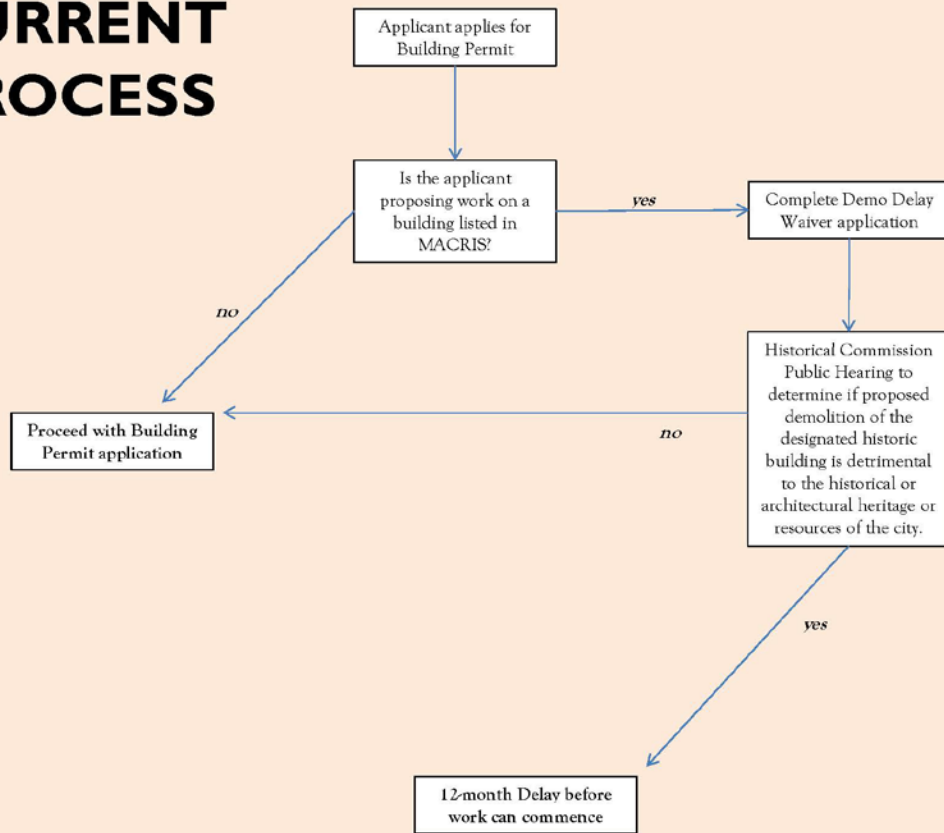 URRENT
ROCESS
Applicant applies for
Building Permit
Is the applicant
proposing work on a
building listed in
MACRIS?
yes
Complete Demo Delay
Waiver application
no
Historical Commission
Public Hearing to
determine if proposed
demolition of the
designated historic
building is detrimental
to the historical or
architectural heritage or
resources of the city.
Proceed with Building
Permit application
no
yes
12-month Delay before
work can commence